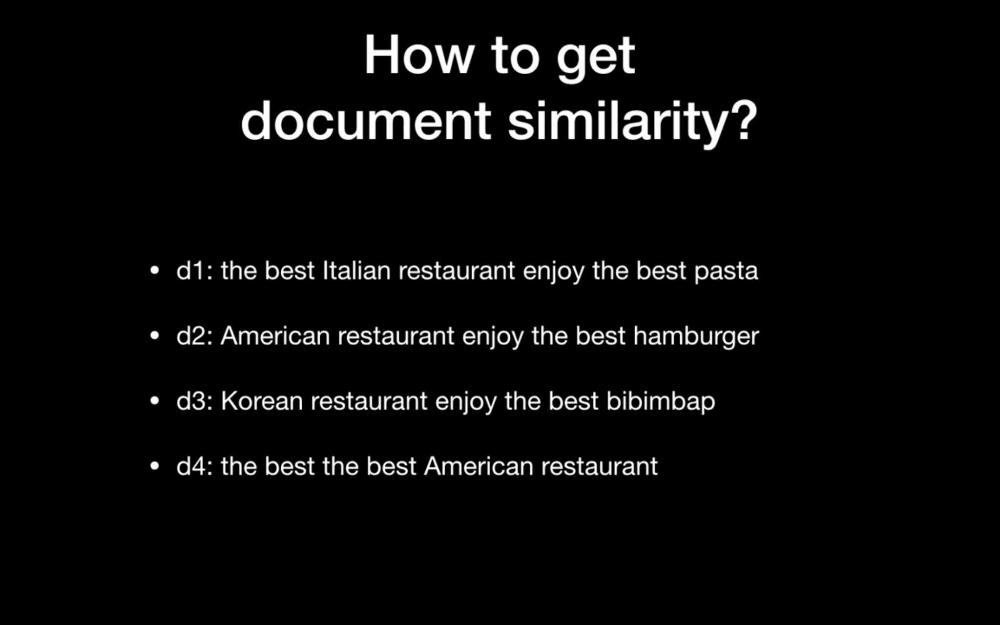 How to get
document similarity?
• d1: the best Italian restaurant enjoy the best pasta
• d2: American restaurant enjoy the best hamburger
• d3: Korean restaurant enjoy the best bibimbap
• d4: the best the best American restaurant